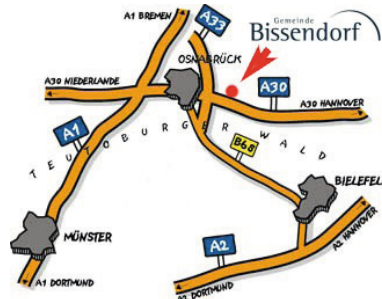 A1 BREMEN
A33
Gemeinde
Bissendorf
OSNABRÜCK
A30 NIEDERLANDE
A30
A30 HANNOVER
A1
TEUTOBURGER WALD
B68
BIELEFEL
MÜNSTER
A2
A2 HANNOVER
A1 DORTMUND
A2 DORTMUND